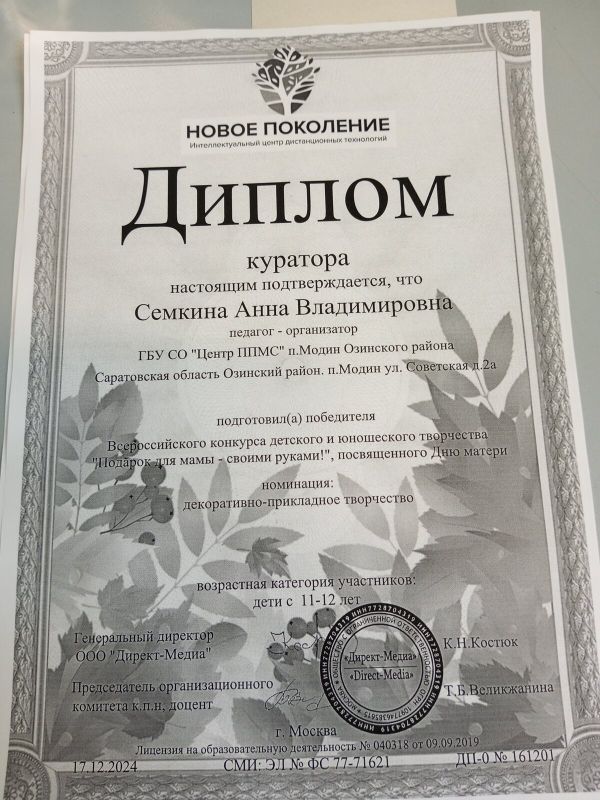 НОВОЕ ПОКОЛЕНИЕ
Интеллектуальный центр дистанционных технологий
Диплом
куратора
настоящим подтверждается, что
Семкина Анна Владимировна
педагог - организатор
ГБУ СО "Центр ППМС" п.Модин Озинского района
Саратовская область Озинский район. п.Модин ул. Советская д.2а
подготовил(а) победителя
Всероссийского конкурса детского и юношеского творчества
"Подарок для мамы - своими руками!", посвященного Дню матери
номинация:
декоративно-прикладное творчество
возрастная категория участников:
дети с 11-12 лет
Генеральный директор
ООО "Директ-Медиа"
К.Н.Костюк
«Директ-Медиа»
«Direct-Media»
Председатель организационного
комитета к.п.н, доцент
Т.Б.Великжанина
г. Москва
Лицензия на образовательную деятельность № 040318 от 09.09.2019
17.12.2024 СМИ: ЭЛ № ФС 77-71621 ДП-0 № 161201